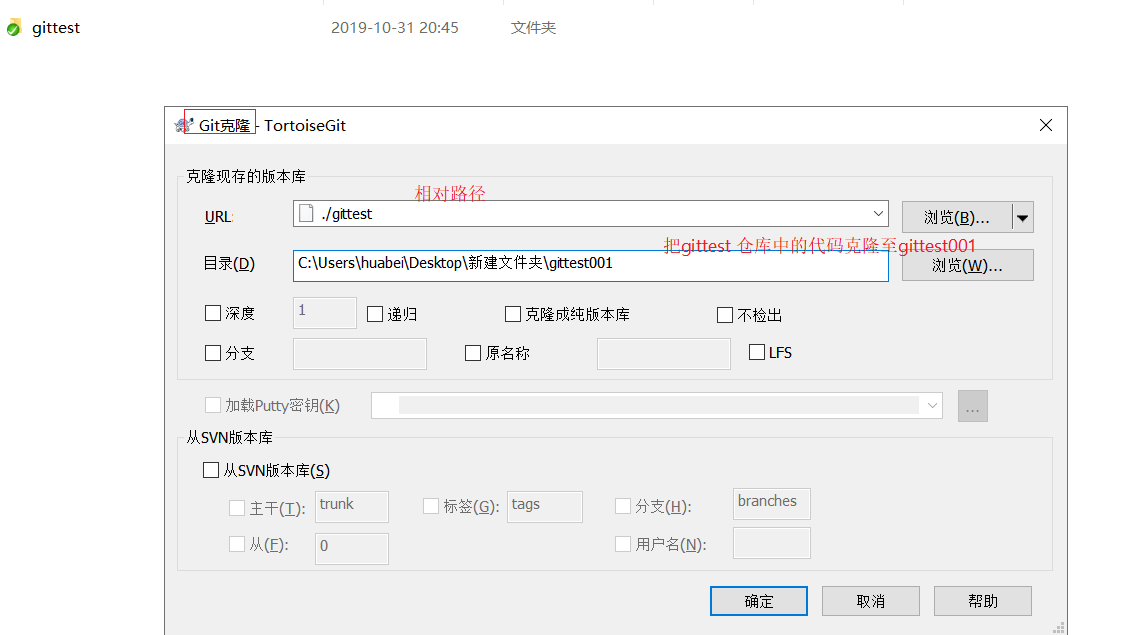 gittest 2019-10-31 20:45 文件夹
Git克隆 - TortoiseGit
克隆现存的版本库
相对路径
URL: ./gittest 浏览(B)...
把gittest 仓库中的代码克隆至gittest001
目录(D) C:\Users\huabei\Desktop\新建文件夹\gittest001 浏览(W)...
深度 1 递归 克隆成纯版本库 不检出
分支 原名称 LFS
加载Putty密钥(K) ...
从SVN版本库
从SVN版本库(S)
主干(T): trunk 标签(G): tags 分支(H): branches
从(F): 0 用户名(N):
确定 取消 帮助